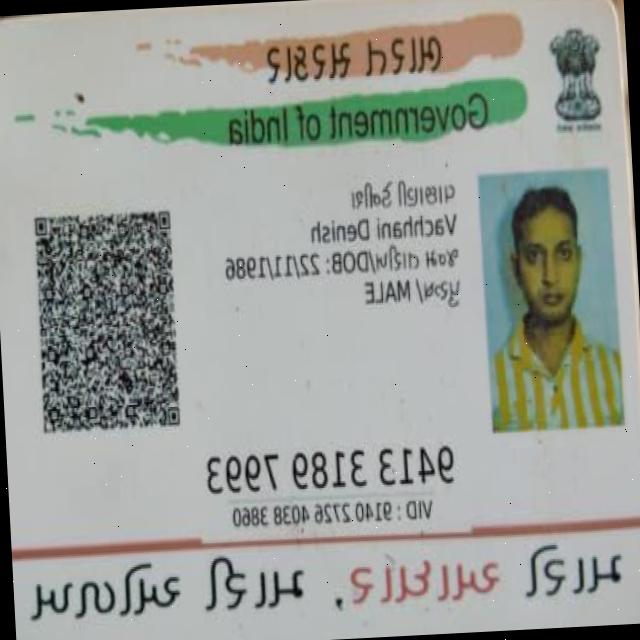 ભારત સરકાર
Government of India
વાછાણી ડેનીશ
Vachhani Denish
જન્મ તારીખ/DOB: 22/11/1986
પુરુષ/ MALE
9413 3189 7993
VID : 9140 2726 4038 3860
મારો આધાર, મારી ઓળખ